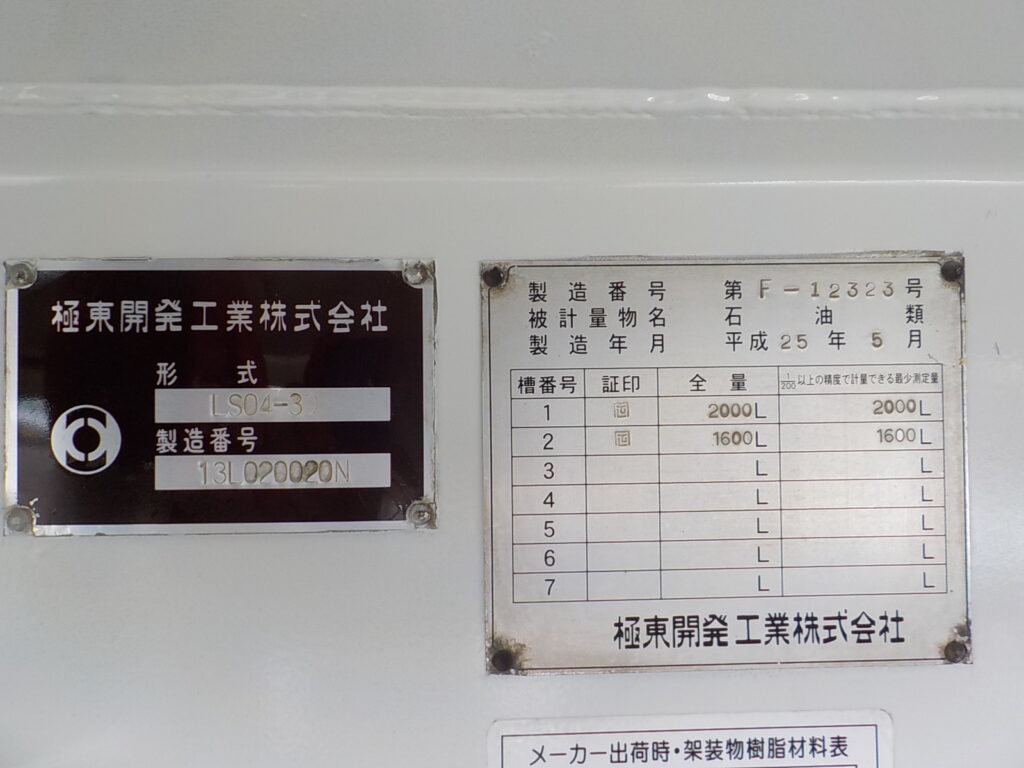 極東開発工業株式会社
形 式
LS04-3
製造番号
13L020020N
製造番号 第 F-12323 号
被計量物名 石油類
製造年月 平成 25 年 5 月
槽番号 証印 全量 1/200以上の精度で計量できる最少測定量
1 2000L 2000L
2 1600L 1600L
3 L L
4 L L
5 L L
6 L L
7 L L
極東開発工業株式会社
メーカー出荷時・架装物樹脂材料表